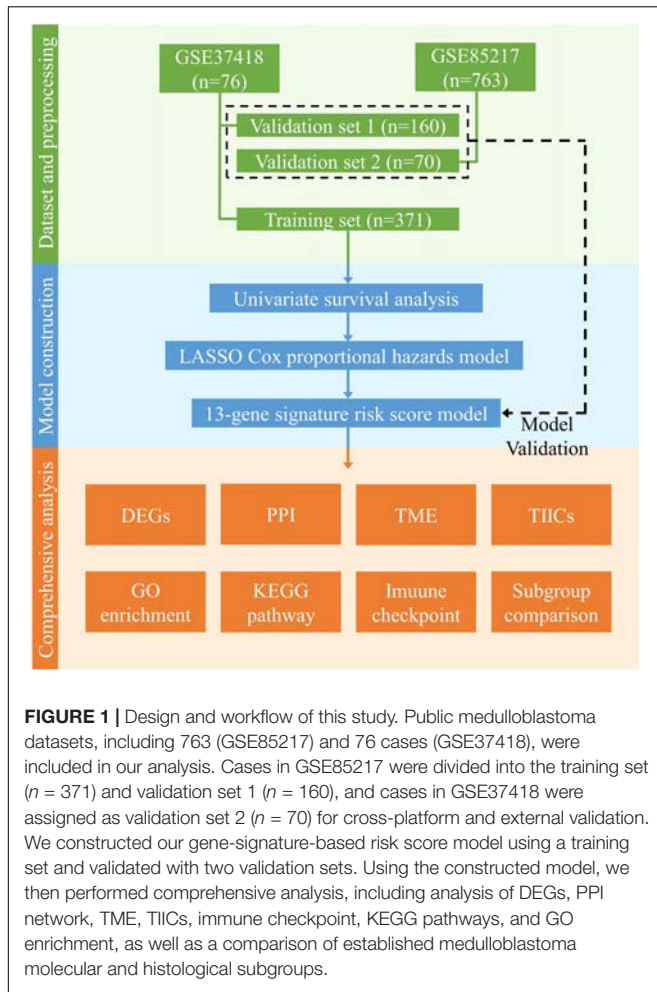 GSE37418
(n=76)
GSE85217
(n=763)
Validation set 1 (n=160)
Validation set 2 (n=70)
Training set (n=371)
Dataset and preprocessing
Univariate survival analysis
LASSO Cox proportional hazards model
13-gene signature risk score model
Model
Validation
Model construction
DEGs
PPI
TME
TIICs
GO
enrichment
KEGG
pathway
Imuune
checkpoint
Subgroup
comparison
Comprehensive analysis
FIGURE 1 | Design and workflow of this study. Public medulloblastoma
datasets, including 763 (GSE85217) and 76 cases (GSE37418), were
included in our analysis. Cases in GSE85217 were divided into the training set
(n = 371) and validation set 1 (n = 160), and cases in GSE37418 were
assigned as validation set 2 (n = 70) for cross-platform and external validation.
We constructed our gene-signature-based risk score model using a training
set and validated with two validation sets. Using the constructed model, we
then performed comprehensive analysis, including analysis of DEGs, PPI
network, TME, TIICs, immune checkpoint, KEGG pathways, and GO
enrichment, as well as a comparison of established medulloblastoma
molecular and histological subgroups.